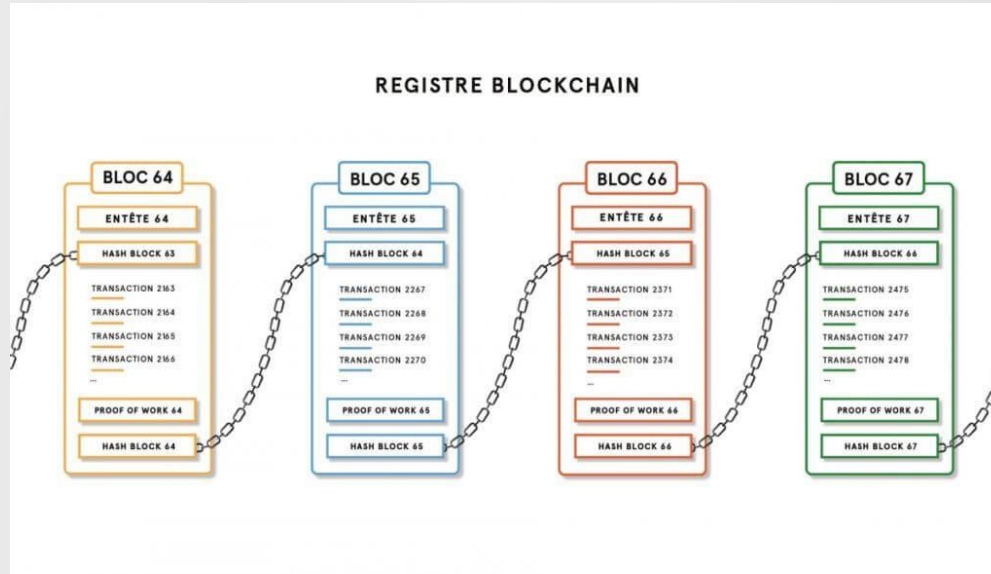 REGISTRE BLOCKCHAIN
BLOC 64
ENTÊTE 64
HASH BLOCK 63
TRANSACTION 2163
TRANSACTION 2164
TRANSACTION 2165
TRANSACTION 2166
...
PROOF OF WORK 64
HASH BLOCK 64
BLOC 65
ENTÊTE 65
HASH BLOCK 64
TRANSACTION 2267
TRANSACTION 2268
TRANSACTION 2269
TRANSACTION 2270
...
PROOF OF WORK 65
HASH BLOCK 65
BLOC 66
ENTÊTE 66
HASH BLOCK 65
TRANSACTION 2371
TRANSACTION 2372
TRANSACTION 2373
TRANSACTION 2374
...
PROOF OF WORK 66
HASH BLOCK 66
BLOC 67
ENTÊTE 67
HASH BLOCK 66
TRANSACTION 2475
TRANSACTION 2476
TRANSACTION 2477
TRANSACTION 2478
...
PROOF OF WORK 67
HASH BLOCK 67